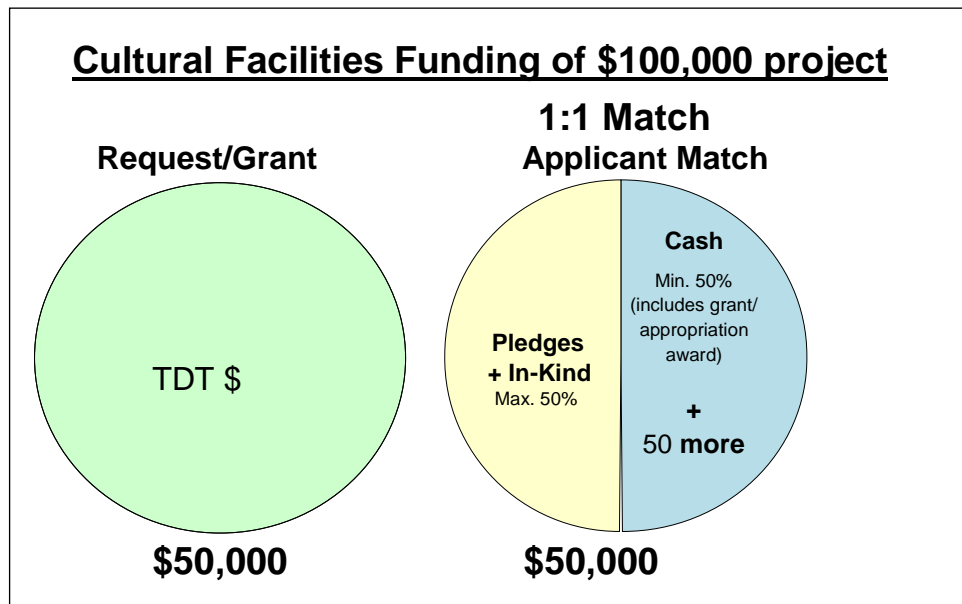 Cultural Facilities Funding of $100,000 project
1:1 Match
Request/Grant
Applicant Match
TDT $
Pledges
+ In-Kind
Max. 50%
Cash
Min. 50%
(includes grant/
appropriation
award)
+
50 more
$50,000
$50,000